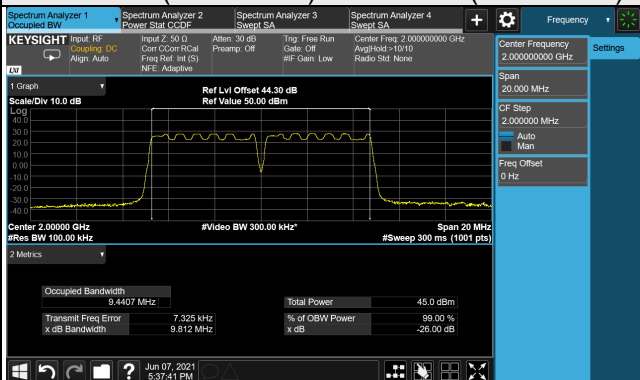 Spectrum Analyzer 1
Occupied BW
Spectrum Analyzer 2
Power Stat CCDF
Spectrum Analyzer 3
Swept SA
Spectrum Analyzer 4
Swept SA
+
Frequency
KEYSIGHT
Input: RF
Coupling: DC
Align: Auto
Input Z: 50 Ω
Corr CCorr RCal
Freq Ref: Int (S)
NFE: Adaptive
Atten: 30 dB
Preamp: Off
Trig: Free Run
Gate: Off
#IF Gain: Low
Center Freq: 2.000000000 GHz
Avg|Hold:>10/10
Radio Std: None
LXI
Center Frequency
2.000000000 GHz
Settings
Span
20.000 MHz
CF Step
2.000000 MHz
Auto
Man
Freq Offset
0 Hz
1 Graph
Scale/Div 10.0 dB
Ref Lvl Offset 44.30 dB
Ref Value 50.00 dBm
Log
40.0
30.0
20.0
10.0
0.00
-10.0
-20.0
-30.0
-40.0
Center 2.00000 GHz
#Res BW 100.00 kHz
#Video BW 300.00 kHz*
Span 20 MHz
#Sweep 300 ms (1001 pts)
2 Metrics
Occupied Bandwidth
9.4407 MHz
Transmit Freq Error
7.325 kHz
x dB Bandwidth
9.812 MHz
Total Power
45.0 dBm
% of OBW Power
99.00 %
x dB
-26.00 dB
?
Jun 07, 2021
5:37:41 PM